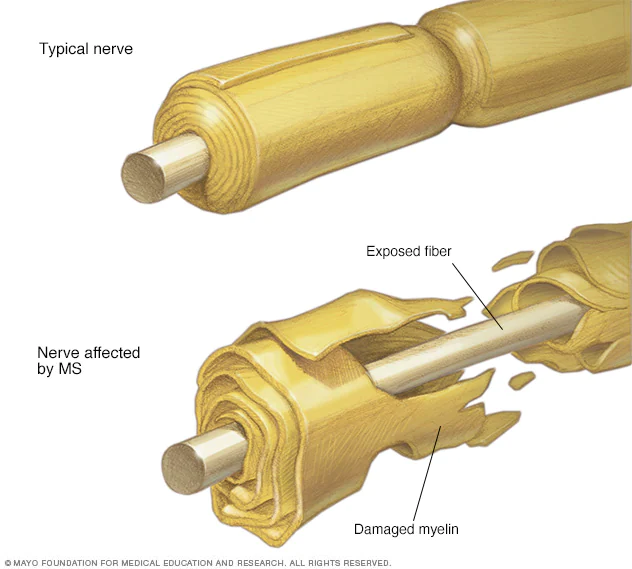 Typical nerve
Exposed fiber
Nerve affected
by MS
Damaged myelin
© MAYO FOUNDATION FOR MEDICAL EDUCATION AND RESEARCH. ALL RIGHTS RESERVED.